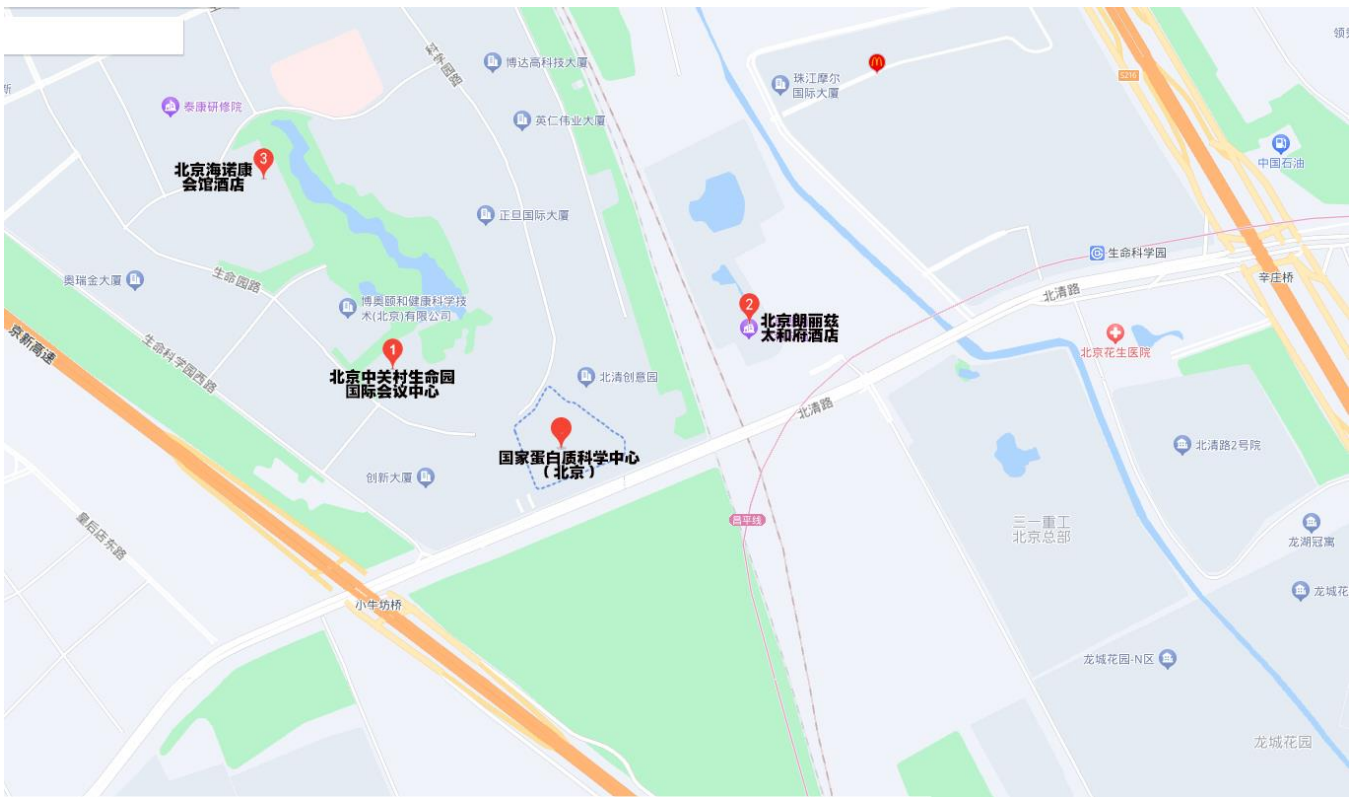 科学园路
博达高科技大厦
珠江摩尔
国际大厦
S216
泰康研修院
英仁伟业大厦
中国石油
3
北京海诺康
会馆酒店
正旦国际大厦
生命科学园
辛庄桥
奥瑞金大厦
生命园路
博奥颐和健康科学技
术(北京)有限公司
2
北京朗丽兹
太和府酒店
北清路
北京花生医院
京新高速
生命科学园西路
1
北京中关村生命园
国际会议中心
北清创意园
北清路
国家蛋白质科学中心
（北京）
北清路2号院
创新大厦
昌平线
三一重工
北京总部
皇后店东路
龙湖冠寓
龙城花
小牛坊桥
龙城花园-N区
龙城花园